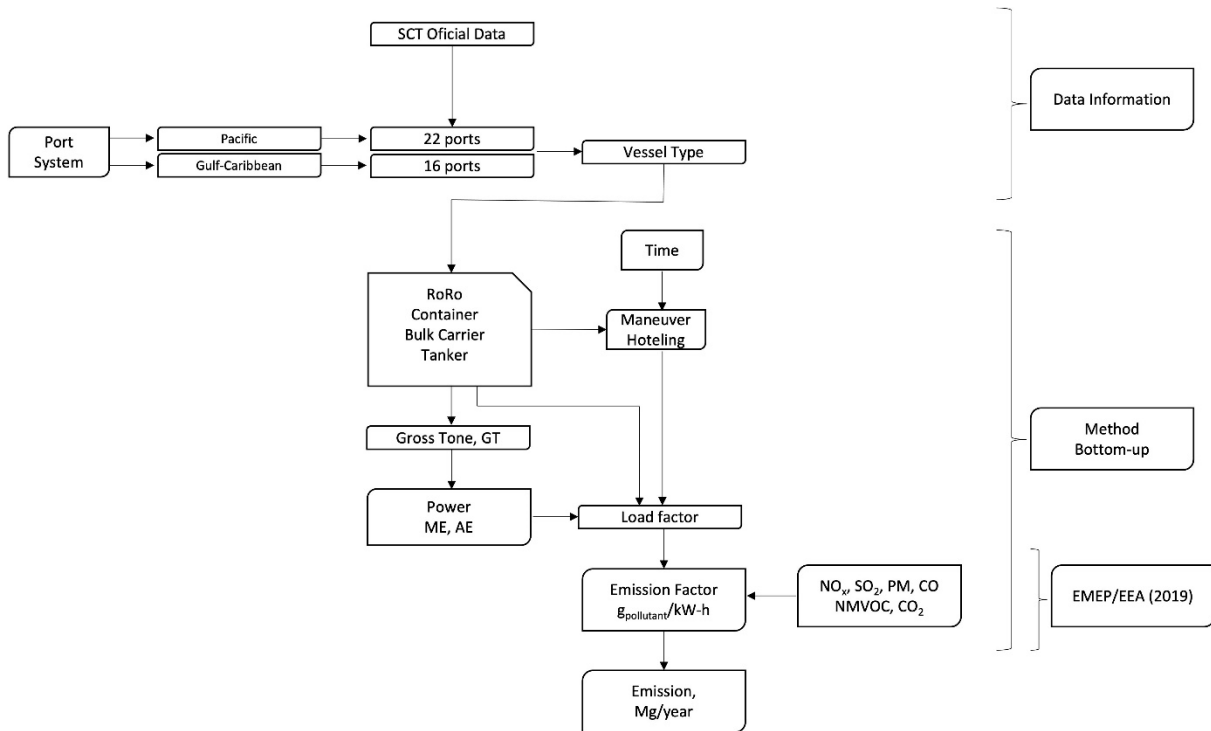 SCT Oficial Data
Data Information
Port
System
Pacific
22 ports
Gulf-Caribbean
16 ports
Vessel Type
Time
RoRo
Container
Bulk Carrier
Tanker
Maneuver
Hoteling
Gross Tone, GT
Method
Bottom-up
Power
ME, AE
Load factor
Emission Factor
g_pollutant/kW-h
NOₓ, SO₂, PM, CO
NMVOC, CO₂
EMEP/EEA (2019)
Emission,
Mg/year